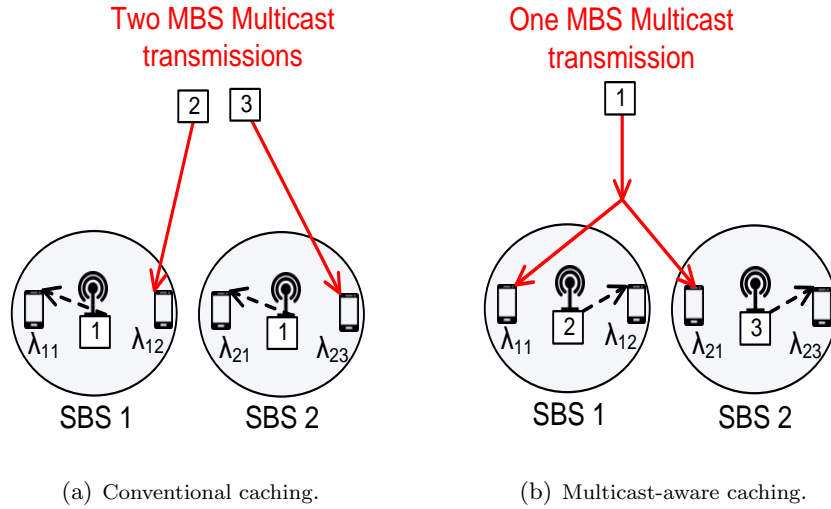 Two MBS Multicast
transmissions
2 3
1 1
λ11 λ12 λ21 λ23
SBS 1 SBS 2
(a) Conventional caching.
One MBS Multicast
transmission
1
2 3
λ11 λ12 λ21 λ23
SBS 1 SBS 2
(b) Multicast-aware caching.